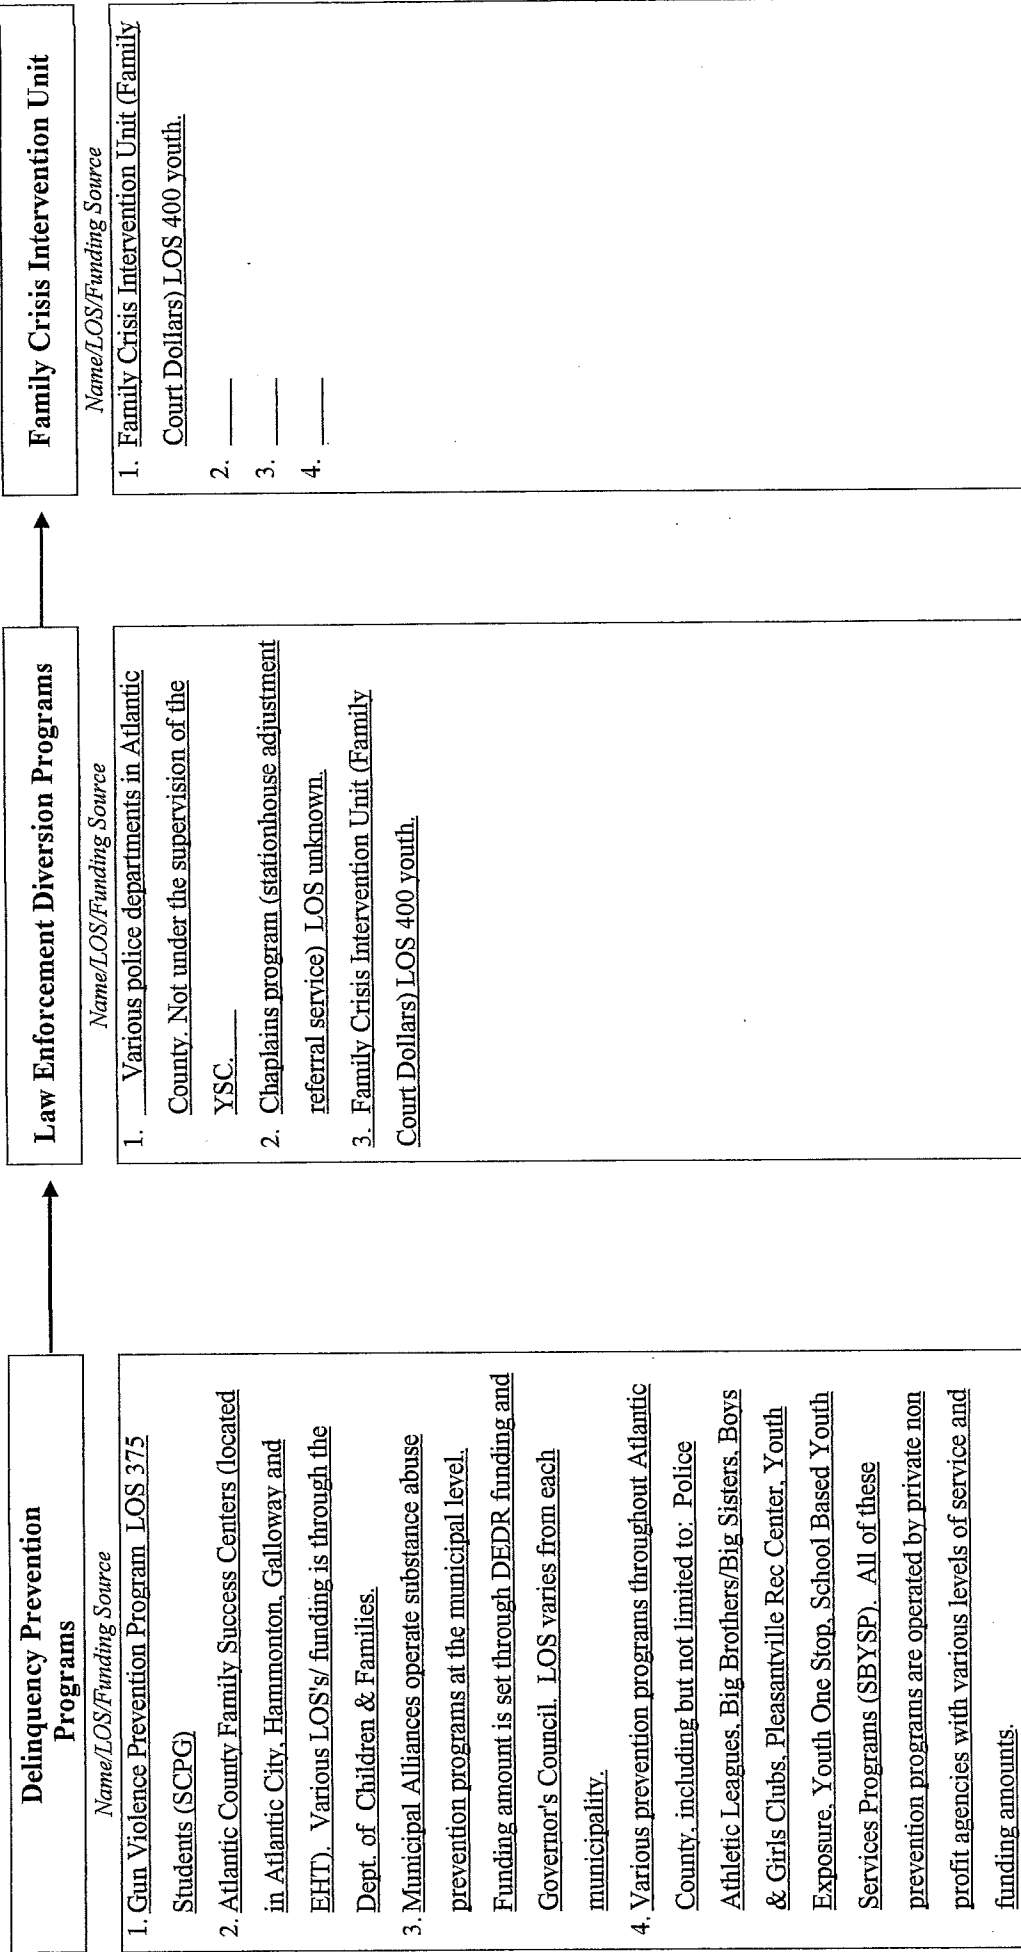 Delinquency Prevention
Programs
Name/LOS/Funding Source
1. Gun Violence Prevention Program LOS 375
Students (SCPG)
2. Atlantic County Family Success Centers (located
in Atlantic City, Hammonton, Galloway and
EHT). Various LOS's/ funding is through the
Dept. of Children & Families.
3. Municipal Alliances operate substance abuse
prevention programs at the municipal level.
Funding amount is set through DEDR funding and
Governor's Council. LOS varies from each
municipality.
4. Various prevention programs throughout Atlantic
County, including but not limited to: Police
Athletic Leagues, Big Brothers/Big Sisters, Boys
& Girls Clubs, Pleasantville Rec Center, Youth
Exposure, Youth One Stop, School Based Youth
Services Programs (SBYSP). All of these
prevention programs are operated by private non
profit agencies with various levels of service and
funding amounts.
Law Enforcement Diversion Programs
Name/LOS/Funding Source
1. Various police departments in Atlantic
County. Not under the supervision of the
YSC.
2. Chaplains program (stationhouse adjustment
referral service) LOS unknown.
3. Family Crisis Intervention Unit (Family
Court Dollars) LOS 400 youth.
Family Crisis Intervention Unit
Name/LOS/Funding Source
1. Family Crisis Intervention Unit (Family
Court Dollars) LOS 400 youth.
2.
3.
4.